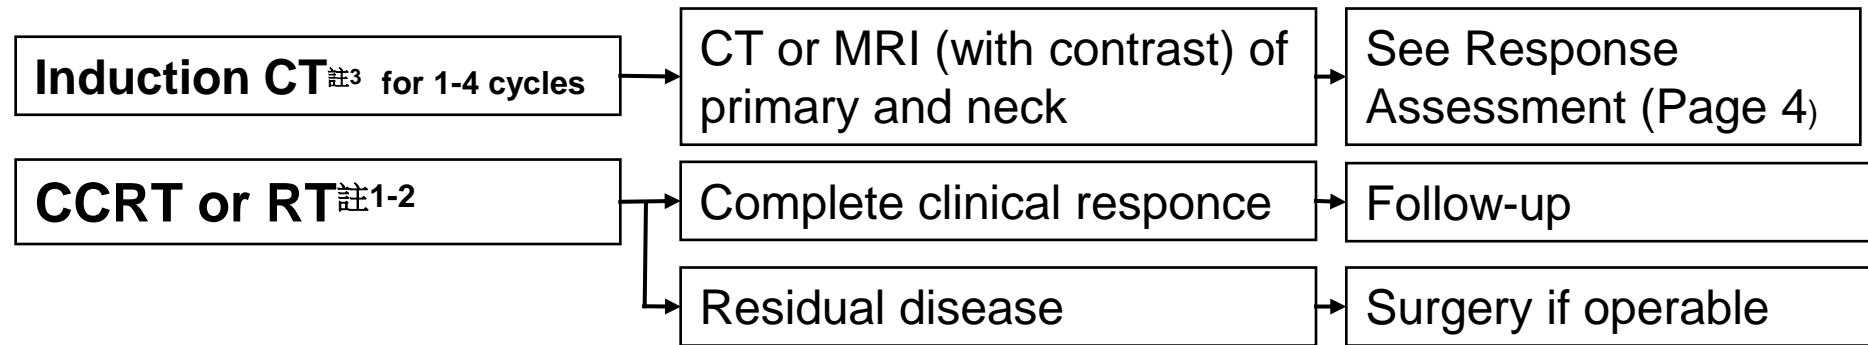 Induction CT註3 for 1-4 cycles
CT or MRI (with contrast) of
primary and neck
See Response
Assessment (Page 4)
CCRT or RT註1-2
Complete clinical responce
Follow-up
Residual disease
Surgery if operable